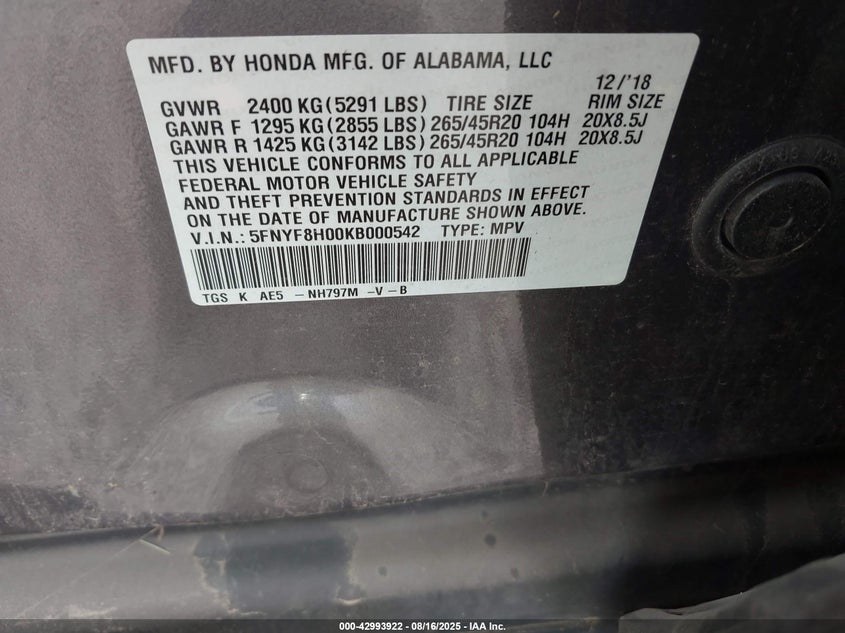 MFD. BY HONDA MFG. OF ALABAMA, LLC
12/'18
GVWR 2400 KG(5291 LBS) TIRE SIZE RIM SIZE
GAWR F 1295 KG(2855 LBS) 265/45R20 104H 20X8.5J
GAWR R 1425 KG(3142 LBS) 265/45R20 104H 20X8.5J
THIS VEHICLE CONFORMS TO ALL APPLICABLE
FEDERAL MOTOR VEHICLE SAFETY
AND THEFT PREVENTION STANDARDS IN EFFECT
ON THE DATE OF MANUFACTURE SHOWN ABOVE.
V.I.N.: 5FNYF8H00KB000542 TYPE: MPV
TGS K AE5 -NH797M -V-B
000-42993922 - 08/16/2025 - IAA Inc.